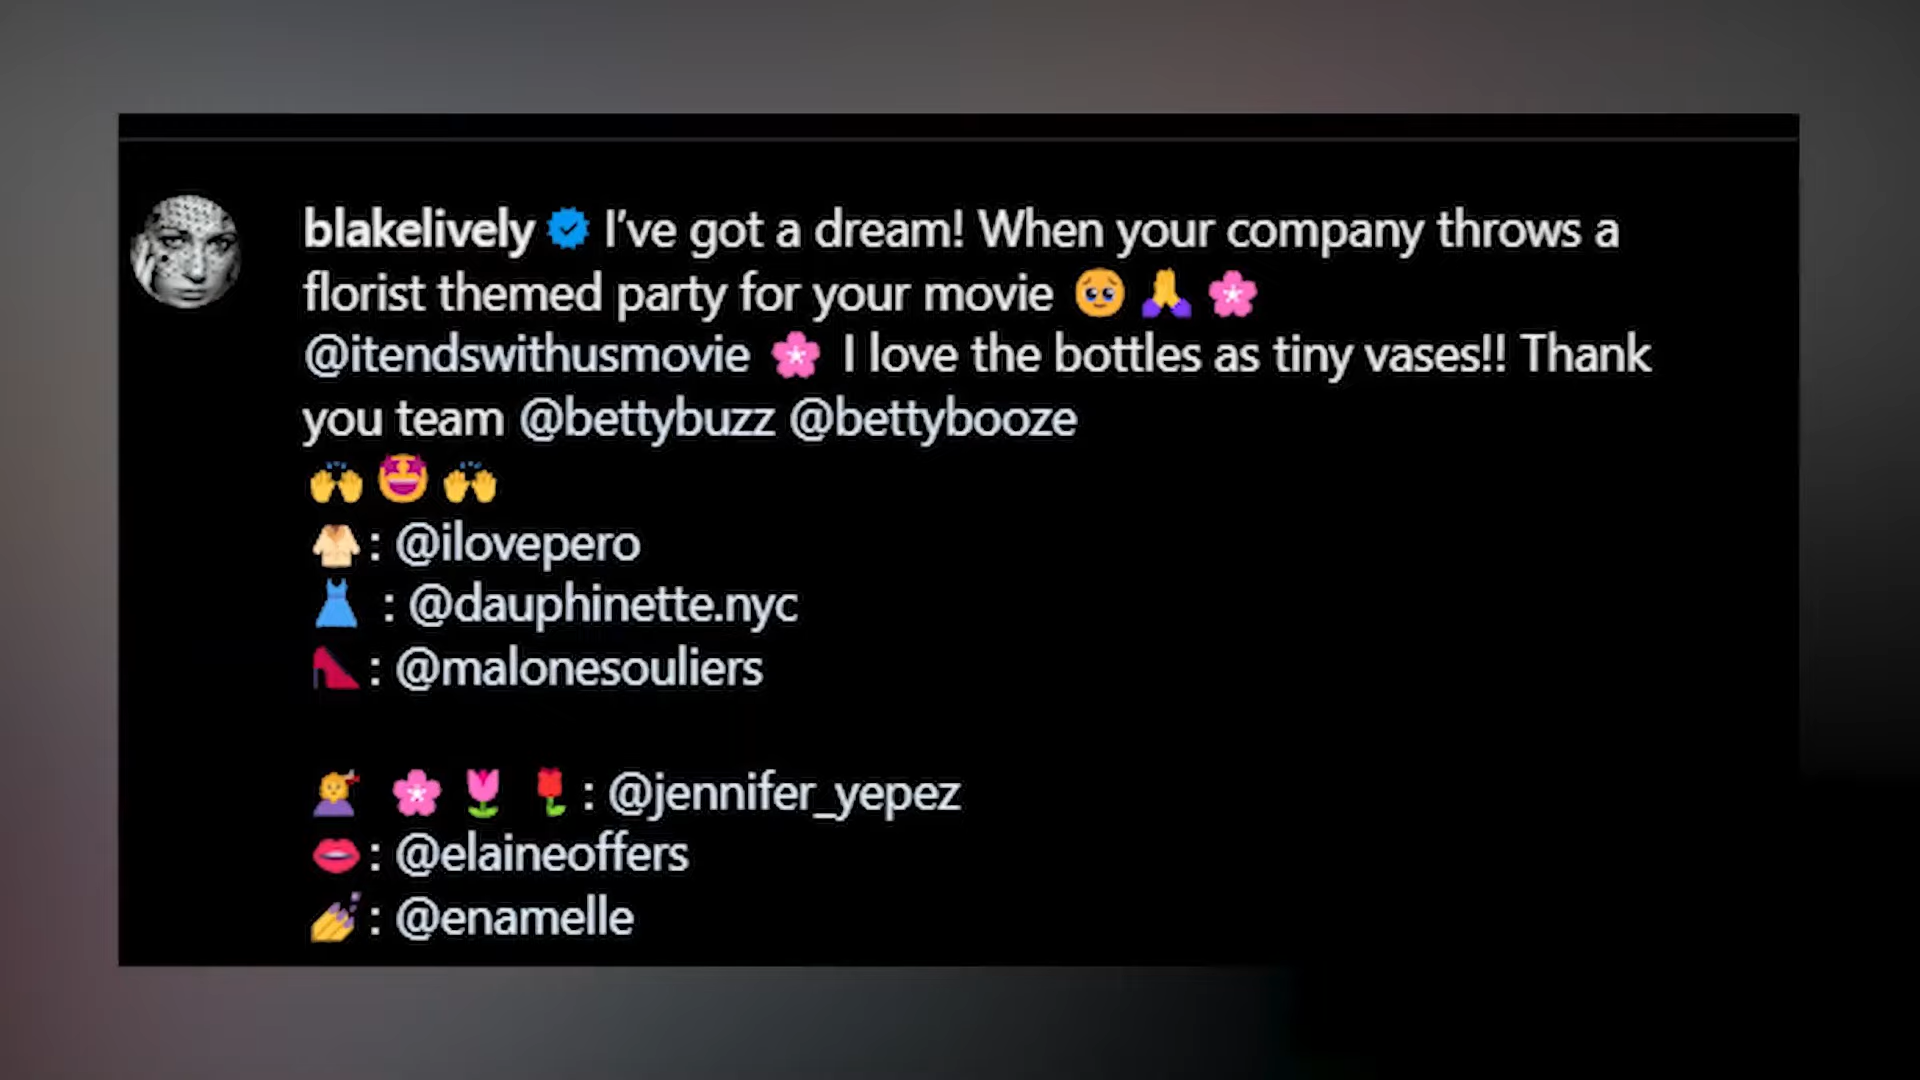 blakelively I've got a dream! When your company throws a
florist themed party for your movie 🥹🙏🌸
@itendswithusmovie 🌸 I love the bottles as tiny vases!! Thank
you team @bettybuzz @bettybooze
🙌🤩🙌
🧥: @ilovepero
👗 : @dauphinette.nyc
👠: @malonesouliers
💇‍♀️ 🌸🌷🌹: @jennifer_yepez
👄: @elaineoffers
💅: @enamelle